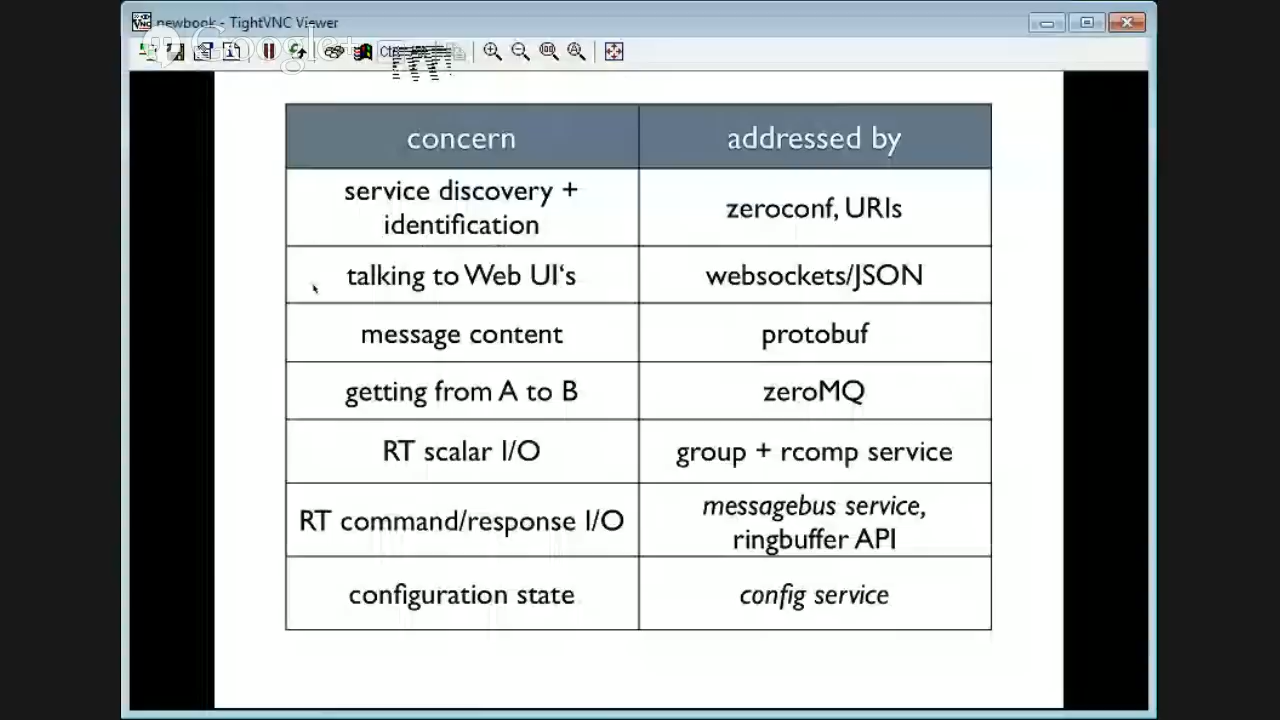 newbook - TightVNC Viewer
Google+
concern
addressed by
service discovery +
identification
zeroconf, URIs
talking to Web UI‘s
websockets/JSON
message content
protobuf
getting from A to B
zeroMQ
RT scalar I/O
group + rcomp service
RT command/response I/O
messagebus service,
ringbuffer API
configuration state
config service